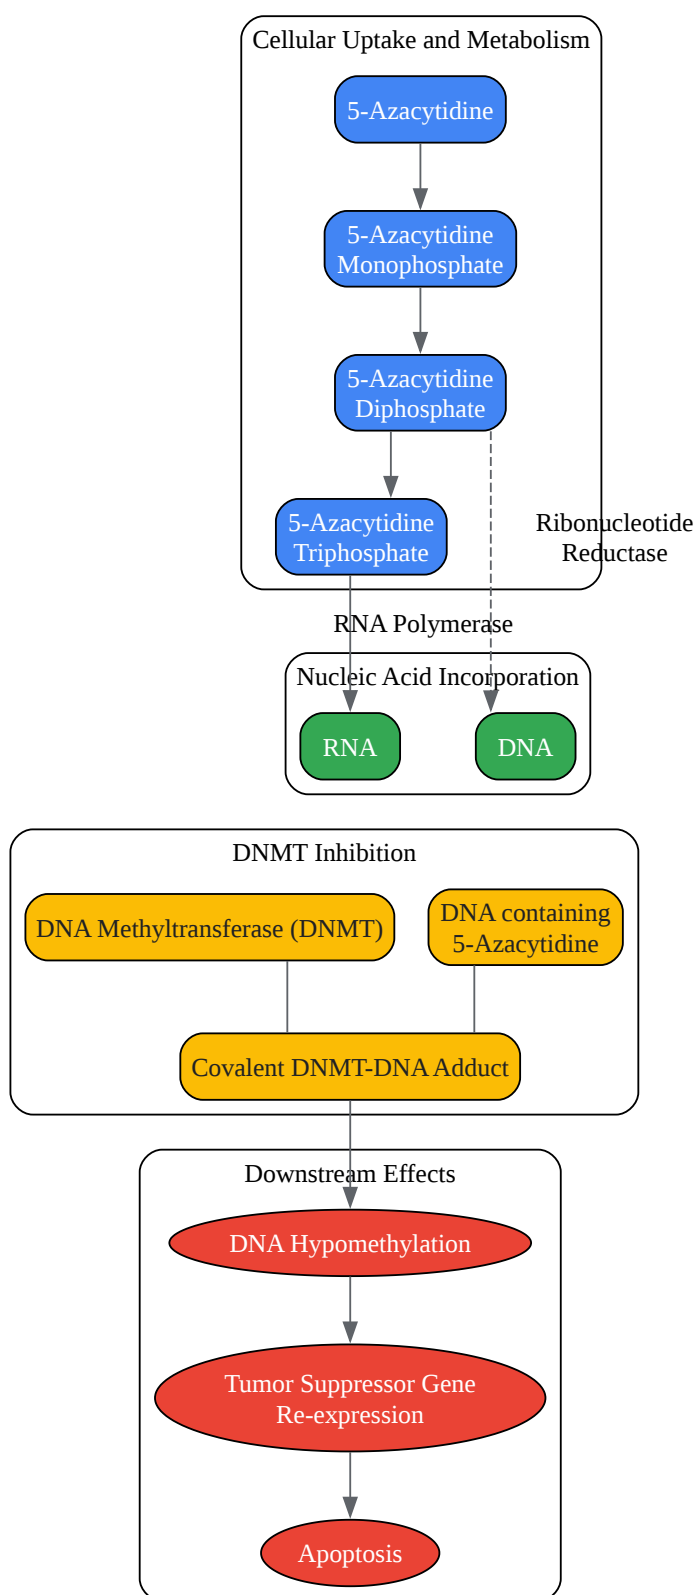 Cellular Uptake and Metabolism
5-Azacytidine
5-Azacytidine
Monophosphate
5-Azacytidine
Diphosphate
5-Azacytidine
Triphosphate
Ribonucleotide
Reductase
RNA Polymerase
Nucleic Acid Incorporation
RNA
DNA
DNMT Inhibition
DNA Methyltransferase (DNMT)
DNA containing
5-Azacytidine
Covalent DNMT-DNA Adduct
Downstream Effects
DNA Hypomethylation
Tumor Suppressor Gene
Re-expression
Apoptosis